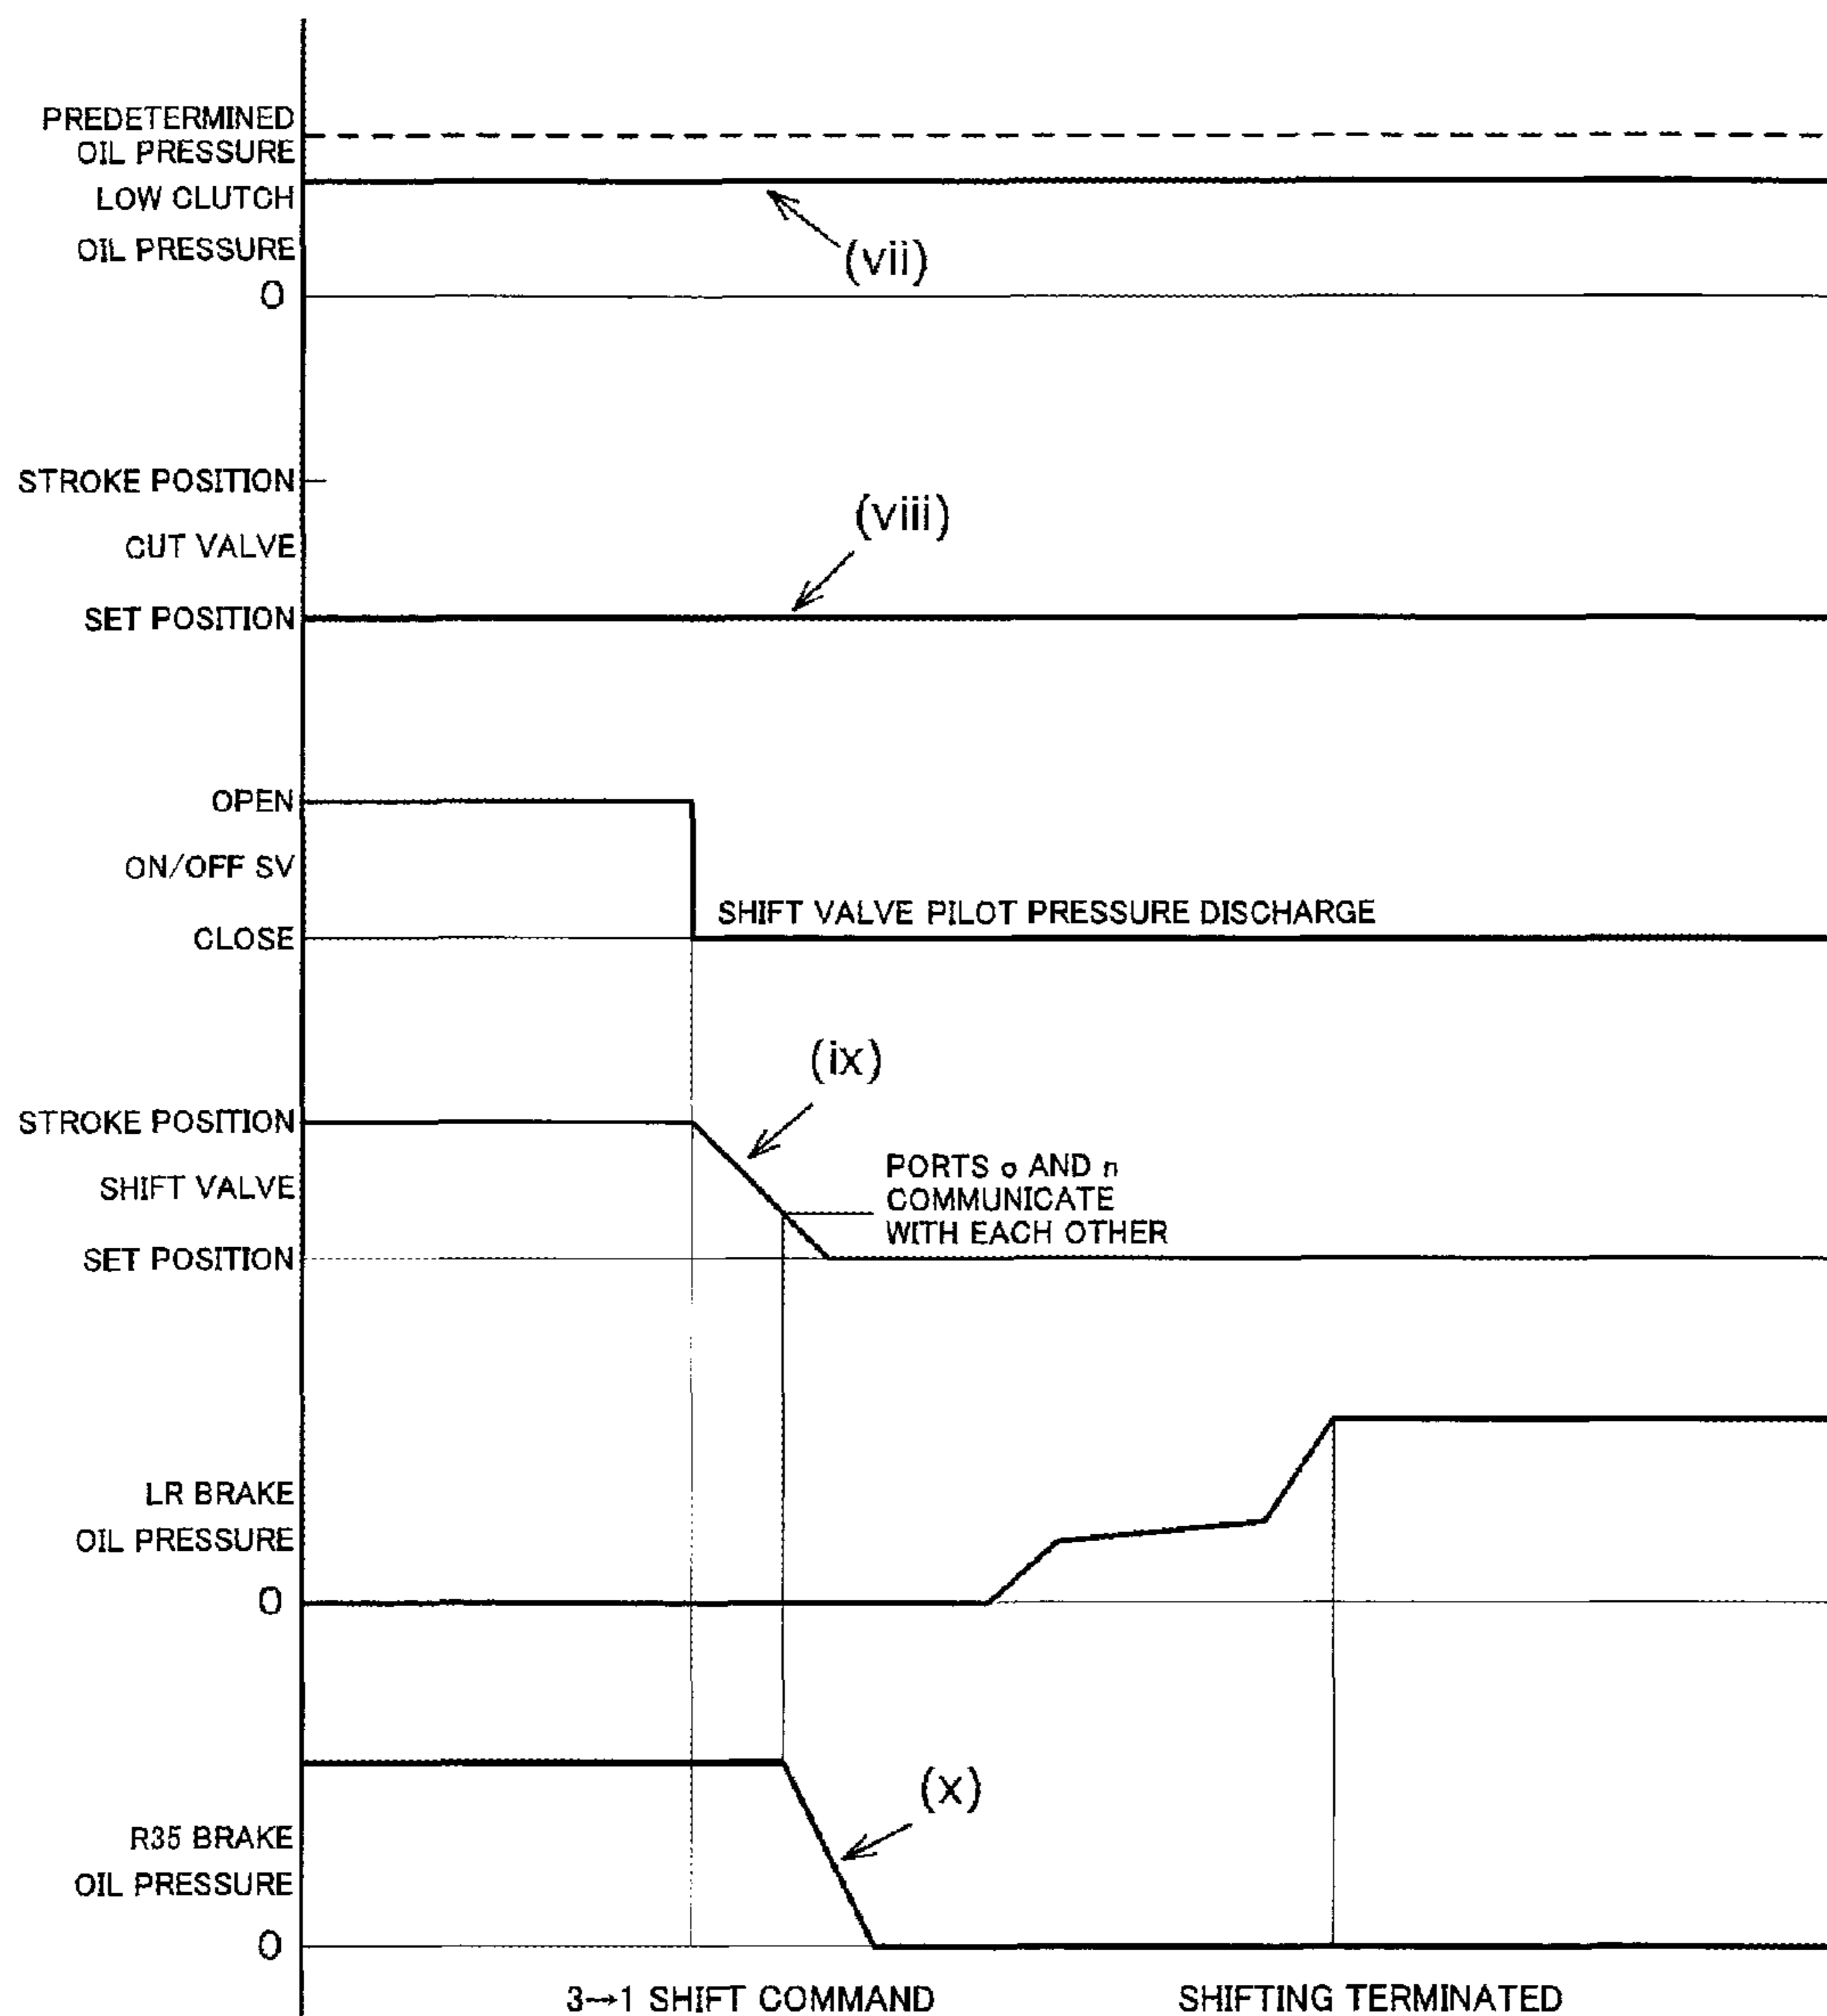 PREDETERMINED
OIL PRESSURE
LOW CLUTCH
OIL PRESSURE
(vii)
0
STROKE POSITION
(viii)
CUT VALVE
SET POSITION
OPEN
ON/OFF SV
SHIFT VALVE PILOT PRESSURE DISCHARGE
CLOSE
(ix)
STROKE POSITION
SHIFT VALVE
PORTS o AND n
COMMUNICATE
WITH EACH OTHER
SET POSITION
LR BRAKE
OIL PRESSURE
0
(x)
R35 BRAKE
OIL PRESSURE
0
3→1 SHIFT COMMAND
SHIFTING TERMINATED